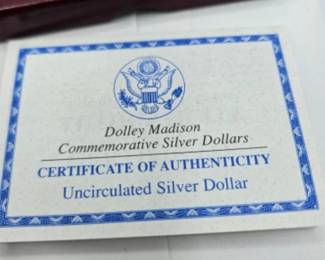 Dolley Madison
Commemorative Silver Dollars
CERTIFICATE OF AUTHENTICITY
Uncirculated Silver Dollar